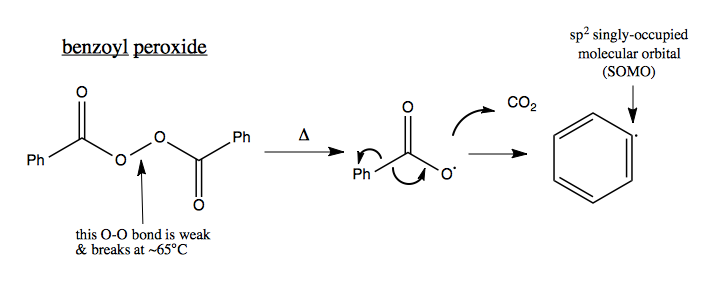 benzoyl peroxide
sp² singly-occupied
molecular orbital
(SOMO)
O
O
O
Ph
Ph
O
Δ
O
Ph
O·
CO₂
·
this O-O bond is weak
& breaks at ~65°C